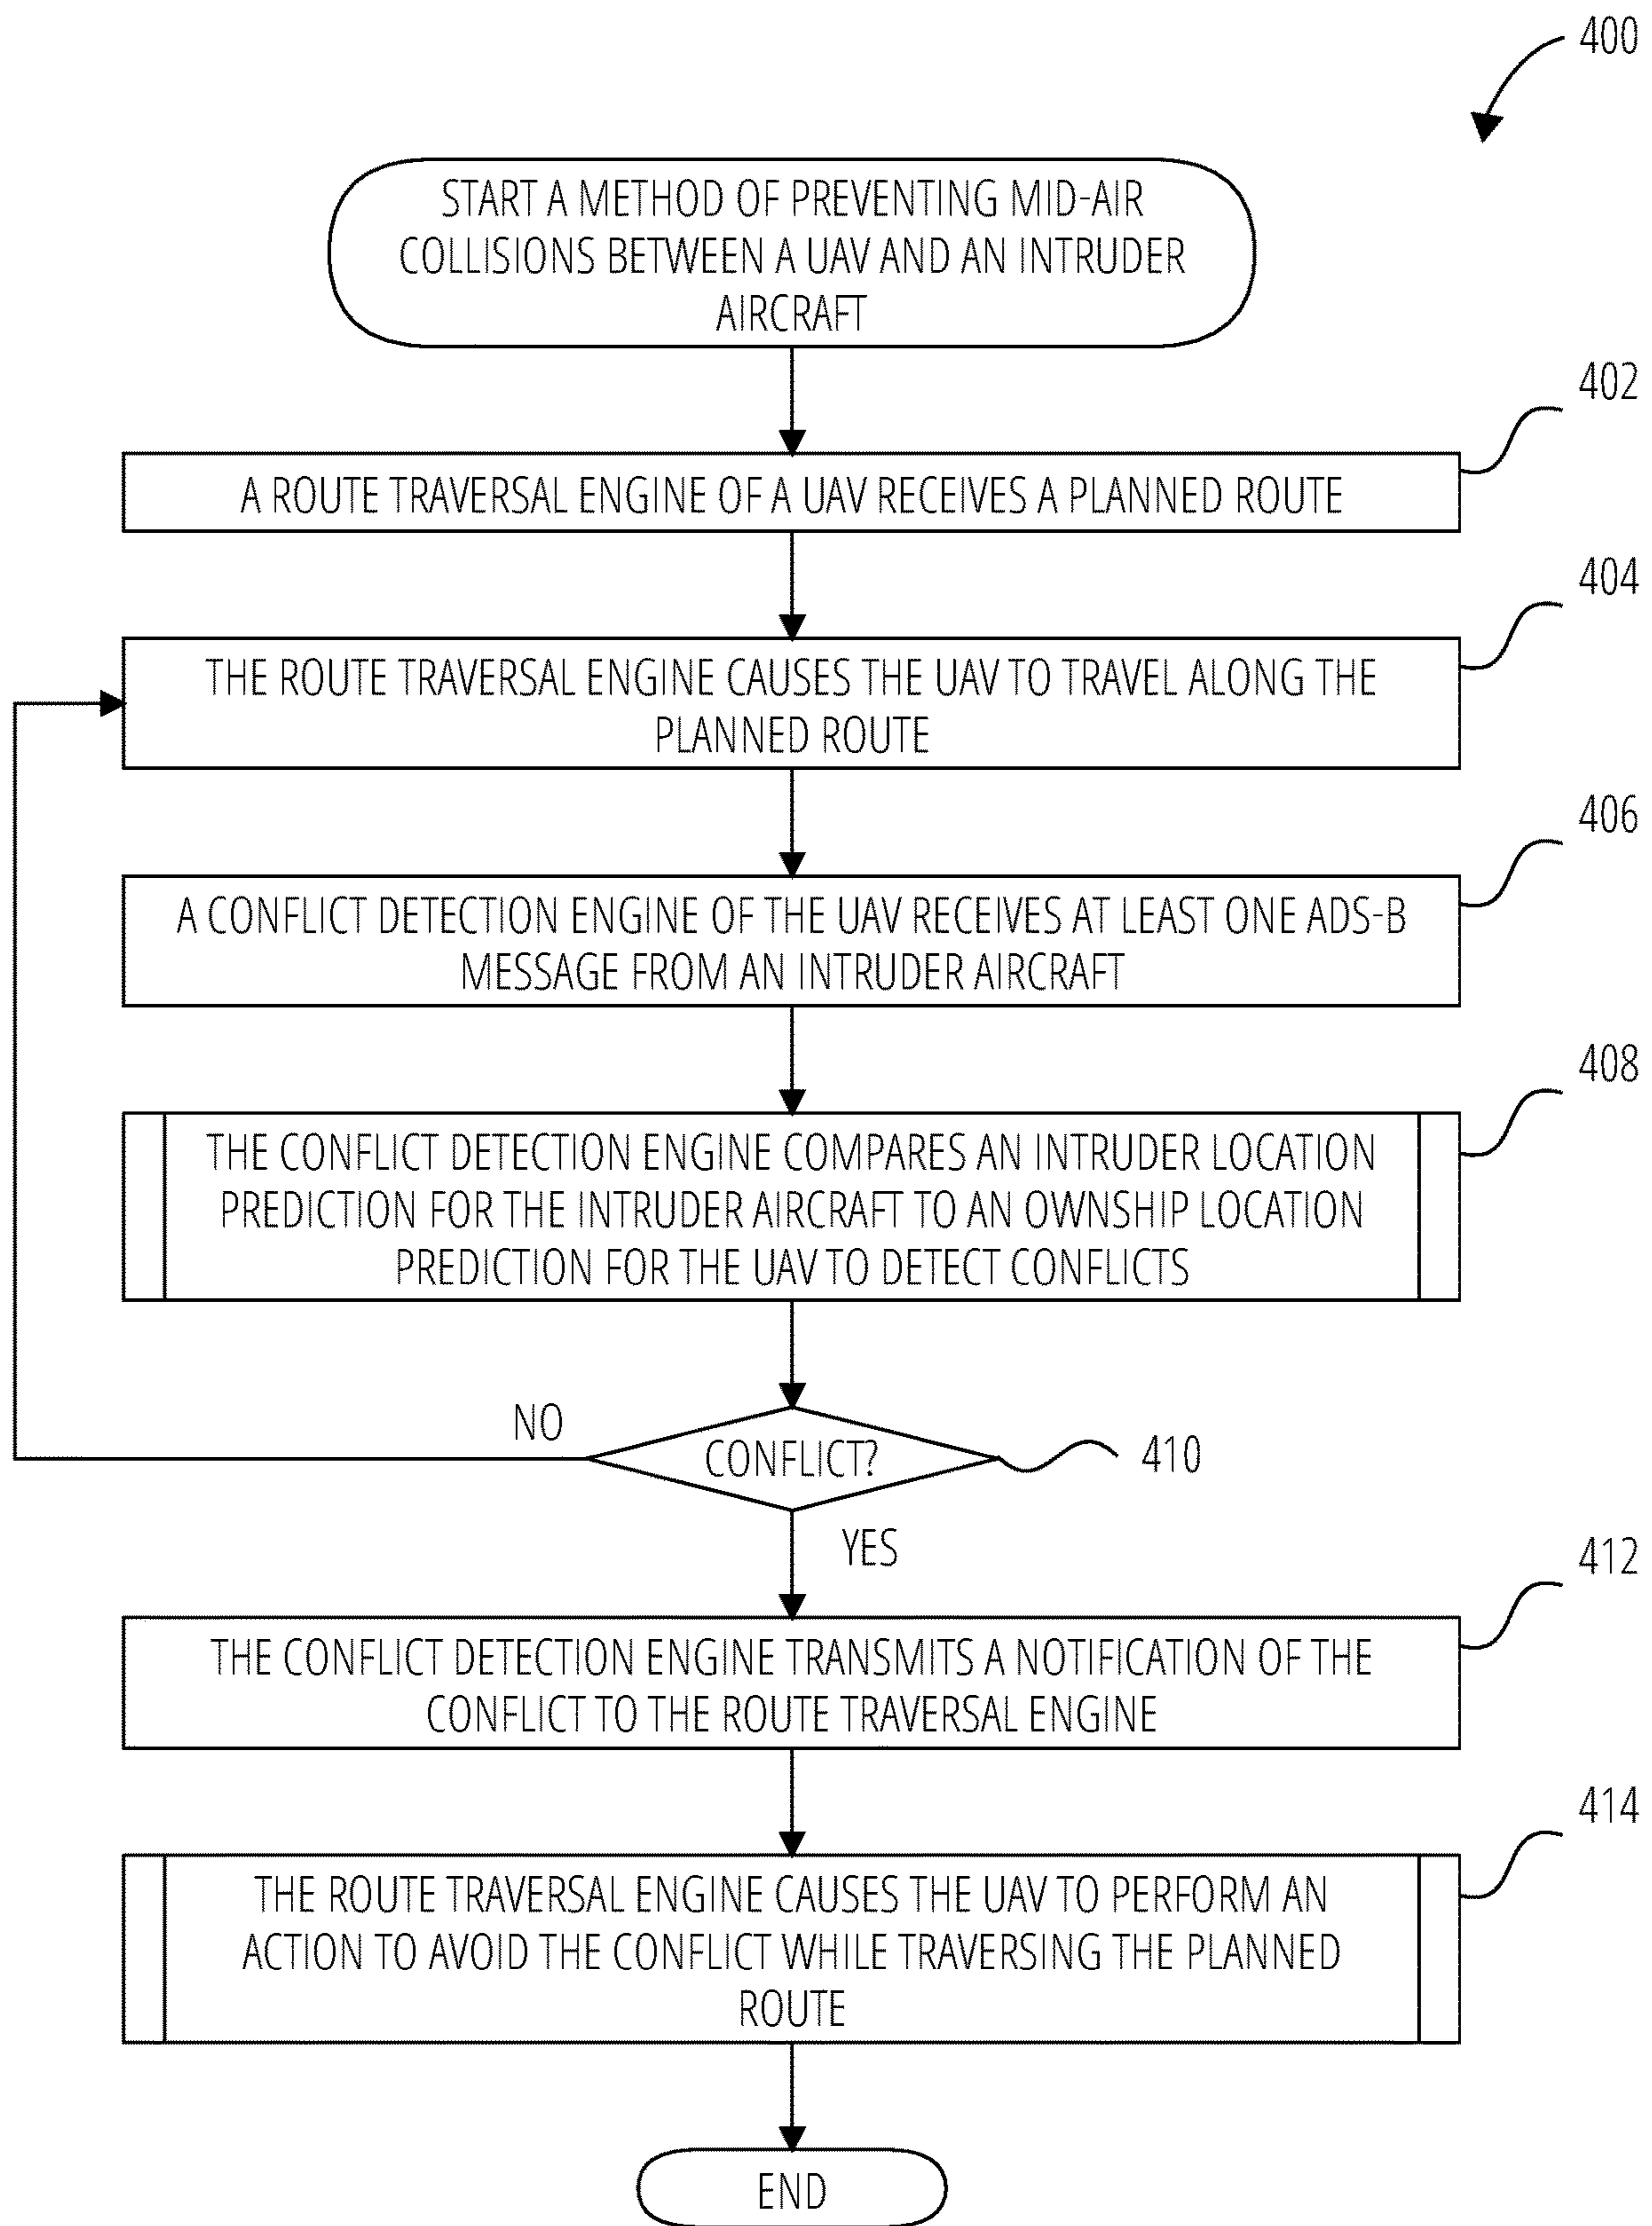 400
START A METHOD OF PREVENTING MID-AIR
COLLISIONS BETWEEN A UAV AND AN INTRUDER
AIRCRAFT
402
A ROUTE TRAVERSAL ENGINE OF A UAV RECEIVES A PLANNED ROUTE
404
THE ROUTE TRAVERSAL ENGINE CAUSES THE UAV TO TRAVEL ALONG THE
PLANNED ROUTE
406
A CONFLICT DETECTION ENGINE OF THE UAV RECEIVES AT LEAST ONE ADS-B
MESSAGE FROM AN INTRUDER AIRCRAFT
408
THE CONFLICT DETECTION ENGINE COMPARES AN INTRUDER LOCATION
PREDICTION FOR THE INTRUDER AIRCRAFT TO AN OWNSHIP LOCATION
PREDICTION FOR THE UAV TO DETECT CONFLICTS
NO
CONFLICT?
410
YES
412
THE CONFLICT DETECTION ENGINE TRANSMITS A NOTIFICATION OF THE
CONFLICT TO THE ROUTE TRAVERSAL ENGINE
414
THE ROUTE TRAVERSAL ENGINE CAUSES THE UAV TO PERFORM AN
ACTION TO AVOID THE CONFLICT WHILE TRAVERSING THE PLANNED
ROUTE
END